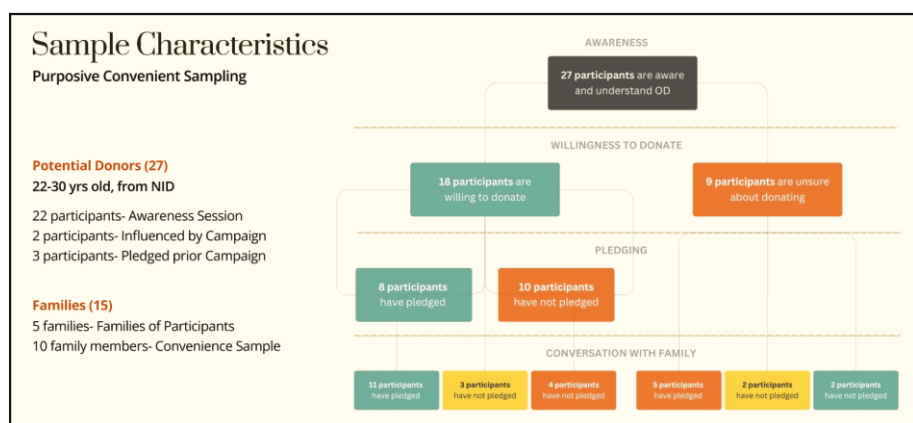 Sample Characteristics
Purposive Convenient Sampling
Potential Donors (27)
22-30 yrs old, from NID
22 participants- Awareness Session
2 participants- Influenced by Campaign
3 participants- Pledged prior Campaign
Families (15)
5 families- Families of Participants
10 family members- Convenience Sample
AWARENESS
27 participants are aware
and understand OD
WILLINGNESS TO DONATE
18 participants are
willing to donate
9 participants are unsure
about donating
PLEDGING
8 participants
have pledged
10 participants
have not pledged
CONVERSATION WITH FAMILY
11 participants
have pledged
3 participants
have not pledged
4 participants
have not pledged
5 participants
have pledged
2 participants
have not pledged
2 participants
have pledged